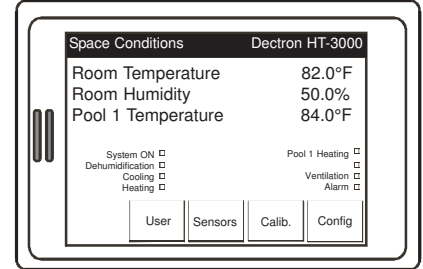 Space Conditions Dectron HT-3000
Room Temperature 82.0°F
Room Humidity 50.0%
Pool 1 Temperature 84.0°F
System ON Pool 1 Heating
Dehumidification
Cooling Ventilation
Heating Alarm
User Sensors Calib. Config